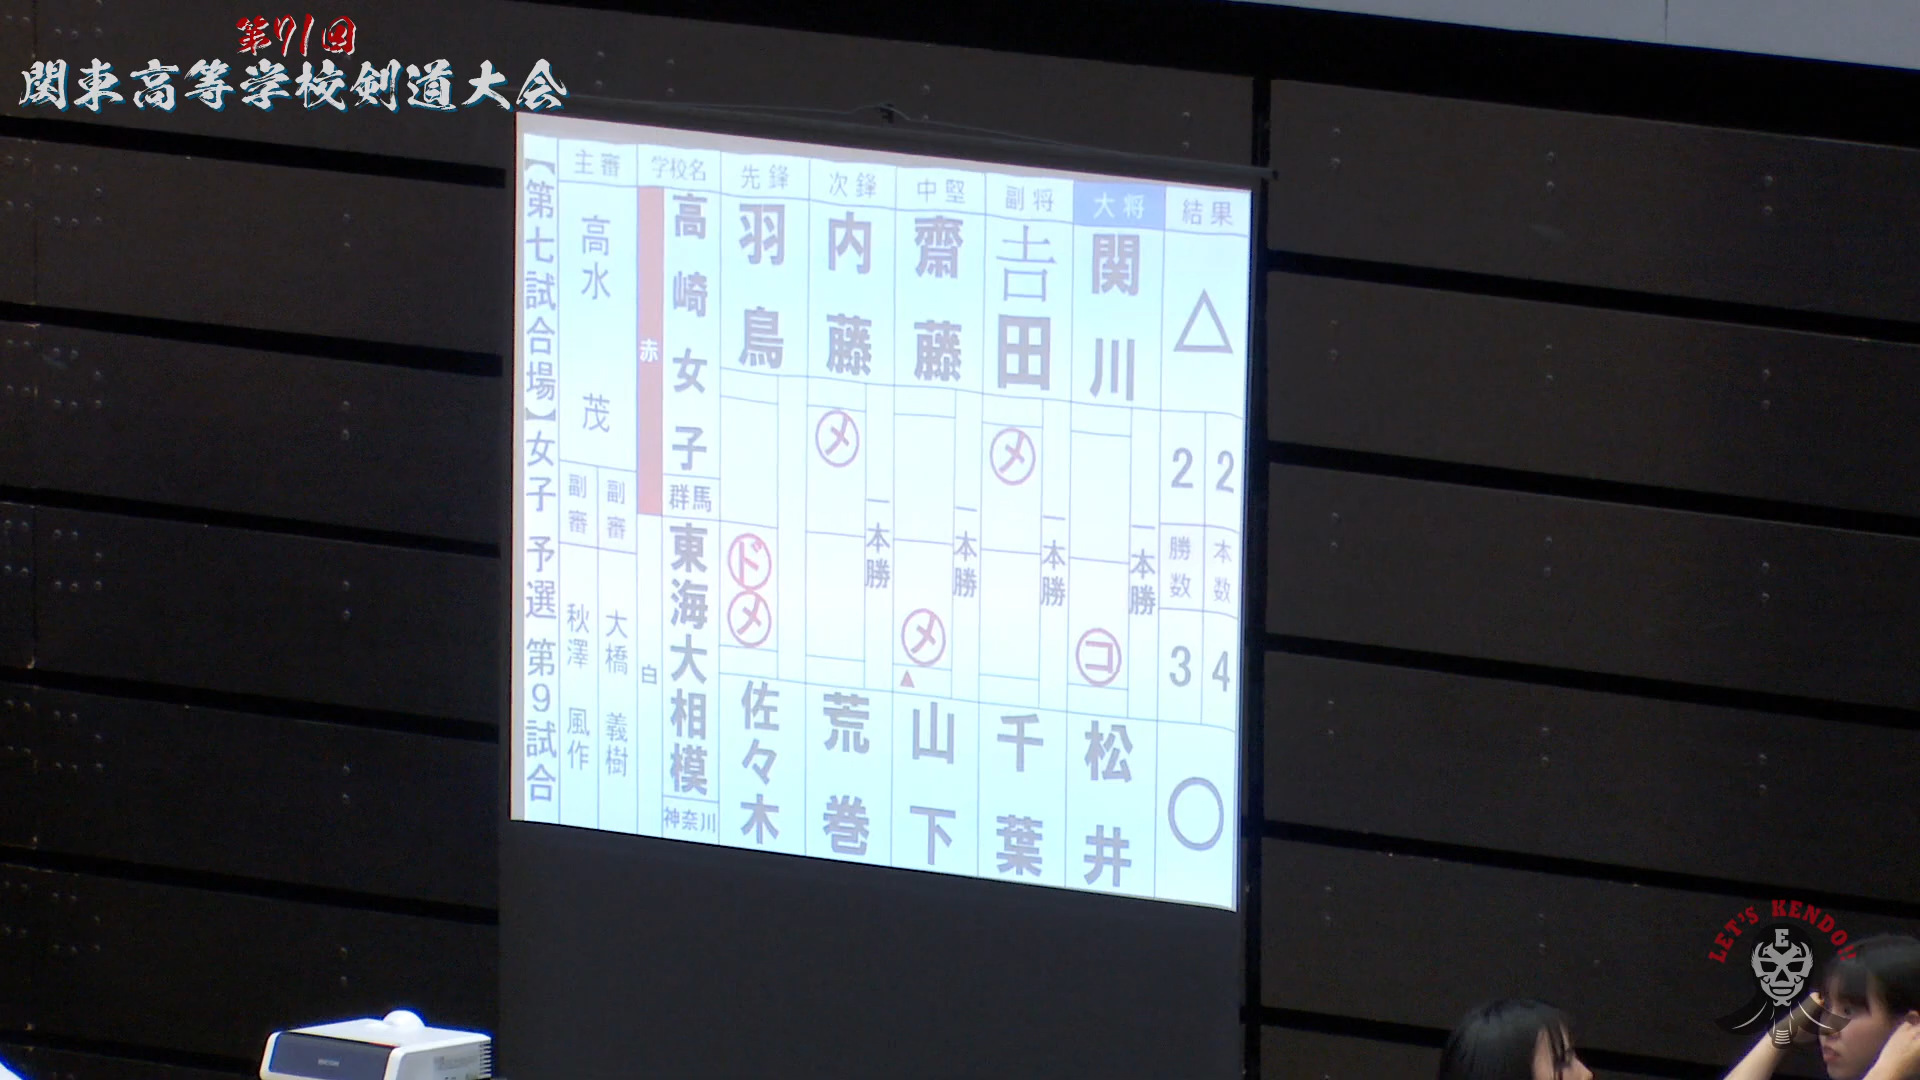 第71回
関東高等学校剣道大会
【第七試合場】女子 予選 第9試合
主審
高水 茂
副審
秋澤 風作
副審
大橋 義樹
学校名
赤
高崎女子
群馬
白
東海大相模
神奈川
先鋒
羽鳥
ド
メ
佐々木
次鋒
内藤
メ
一本勝
荒巻
中堅
齋藤
一本勝
メ
▲
山下
副将
𠮷田
メ
一本勝
千葉
大将
関川
一本勝
コ
松井
結果
△
2 2
勝数 本数
3 4
○
LET'S KENDO!!
E
RICOH